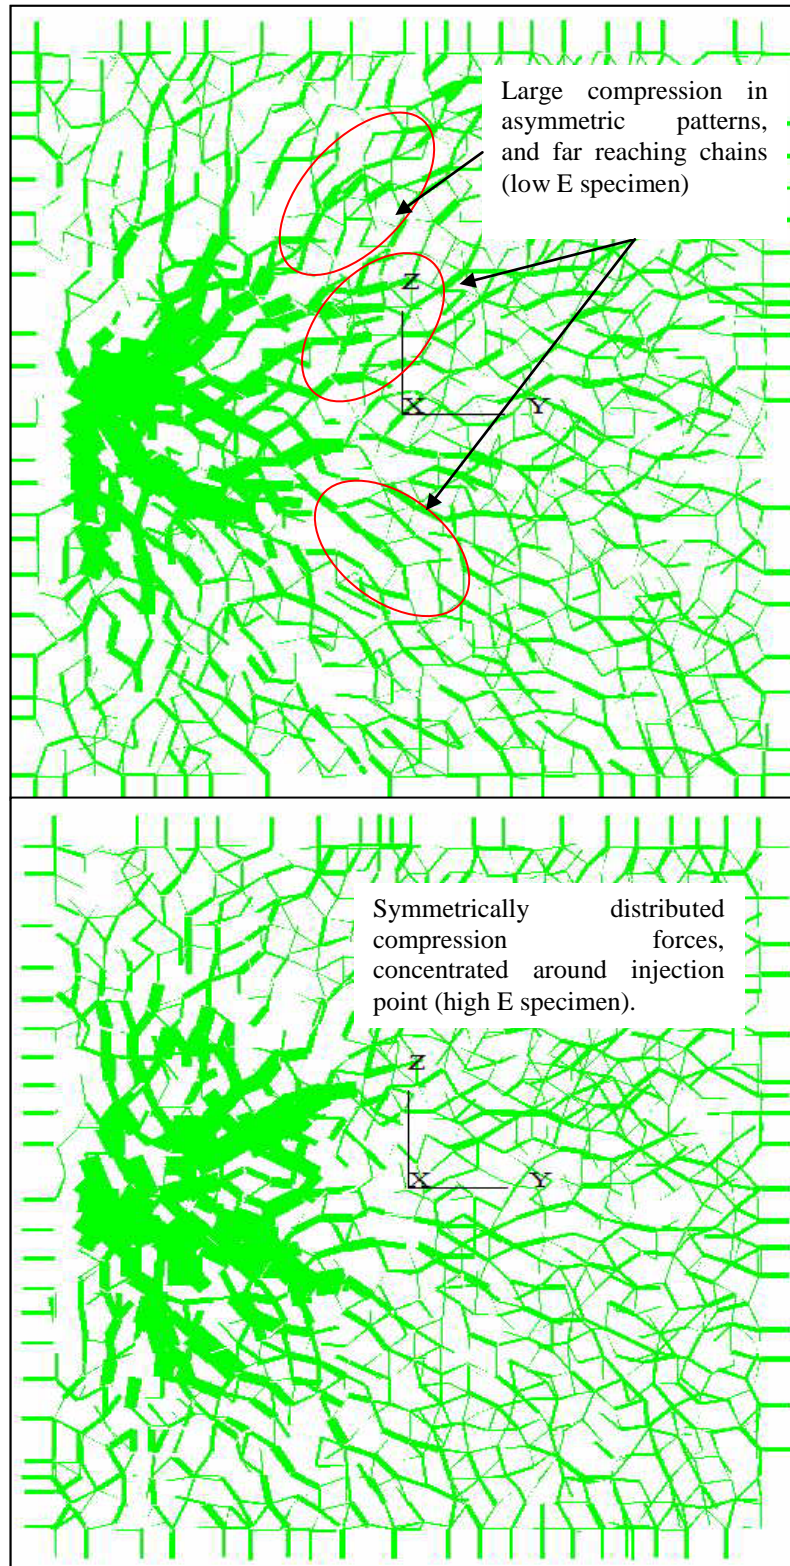 Large compression in
asymmetric patterns,
and far reaching chains
(low E specimen)
Z
X Y
Symmetrically distributed
compression forces,
concentrated around injection
point (high E specimen).
Z
X Y